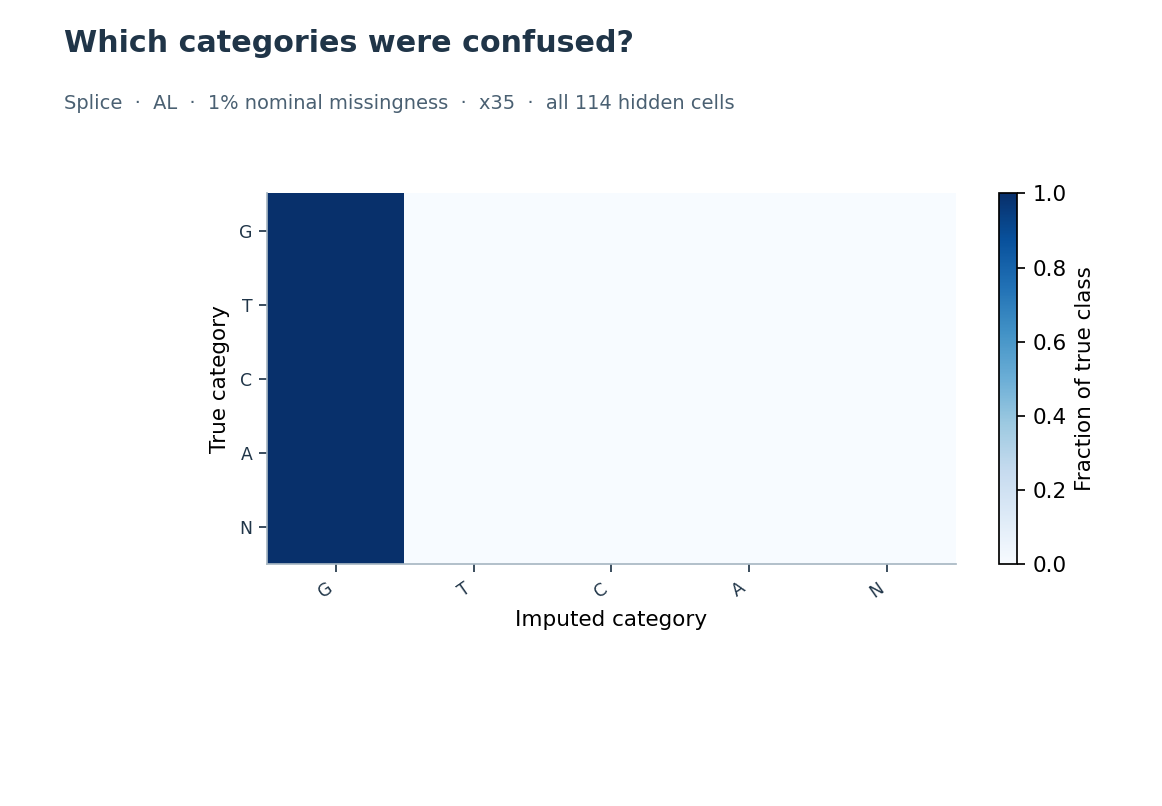 Which categories were confused?
Splice · AL · 1% nominal missingness · x35 · all 114 hidden cells
True category
G
T
C
A
N
G T C A N
Imputed category
1.0
0.8
0.6
0.4
0.2
0.0
Fraction of true class